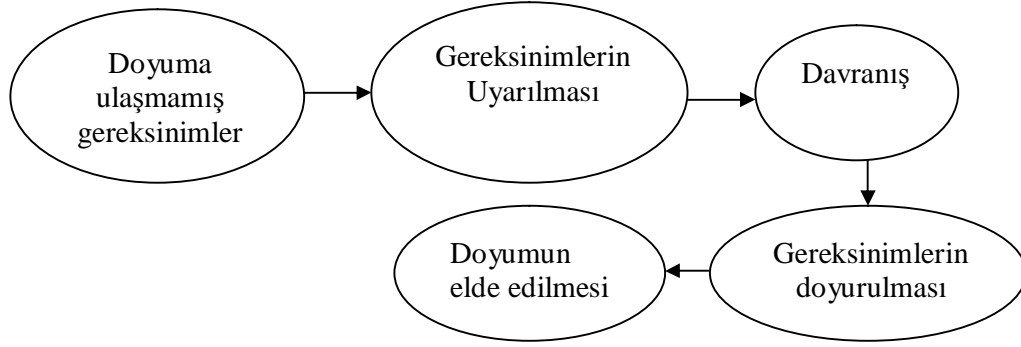 Doyuma
ulaşmamış
gereksinimler
Gereksinimlerin
Uyarılması
Davranış
Gereksinimlerin
doyurulması
Doyumun
elde edilmesi